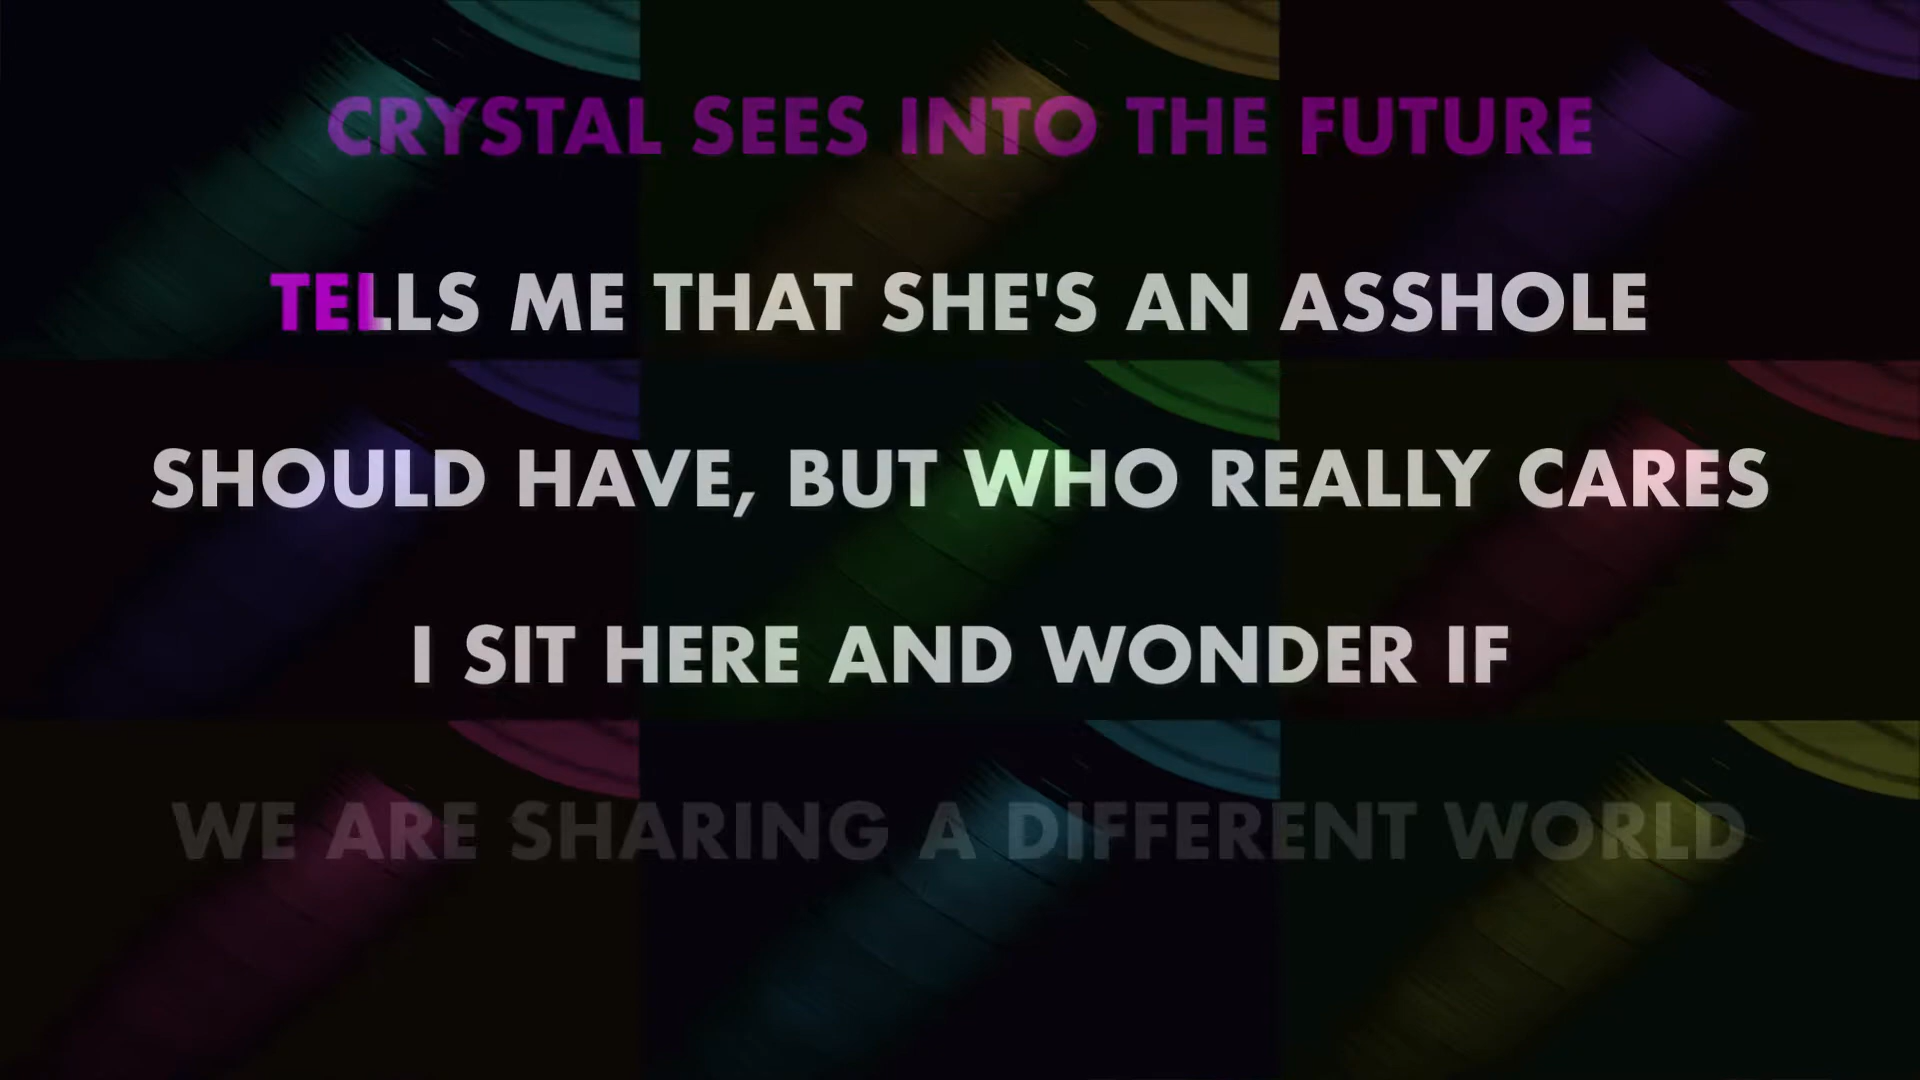 CRYSTAL SEES INTO THE FUTURE
TELLS ME THAT SHE'S AN ASSHOLE
SHOULD HAVE, BUT WHO REALLY CARES
I SIT HERE AND WONDER IF
WE ARE SHARING A DIFFERENT WORLD